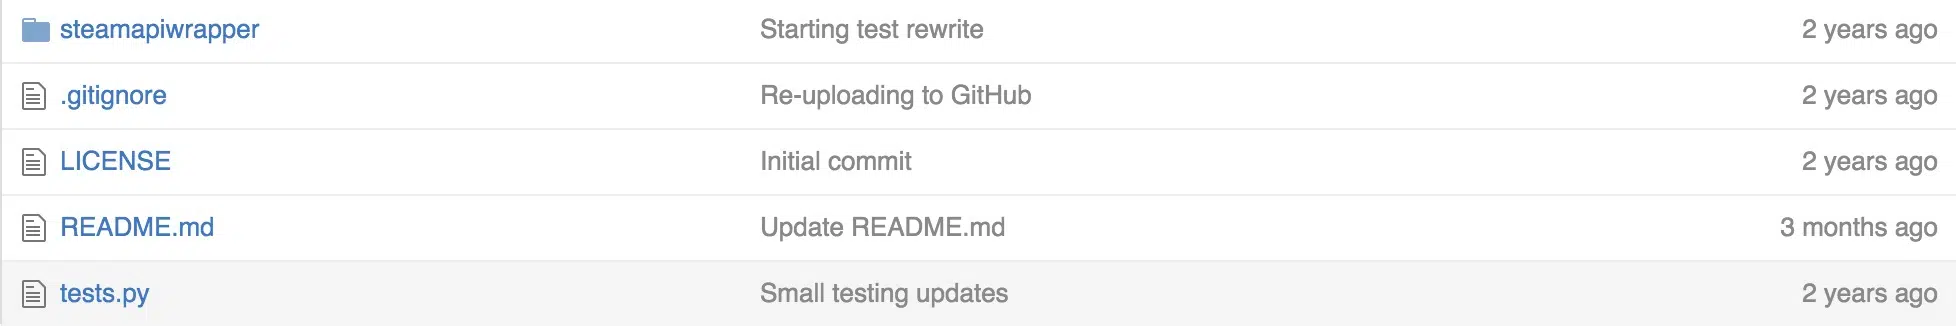 steamapiwrapper Starting test rewrite 2 years ago
.gitignore Re-uploading to GitHub 2 years ago
LICENSE Initial commit 2 years ago
README.md Update README.md 3 months ago
tests.py Small testing updates 2 years ago